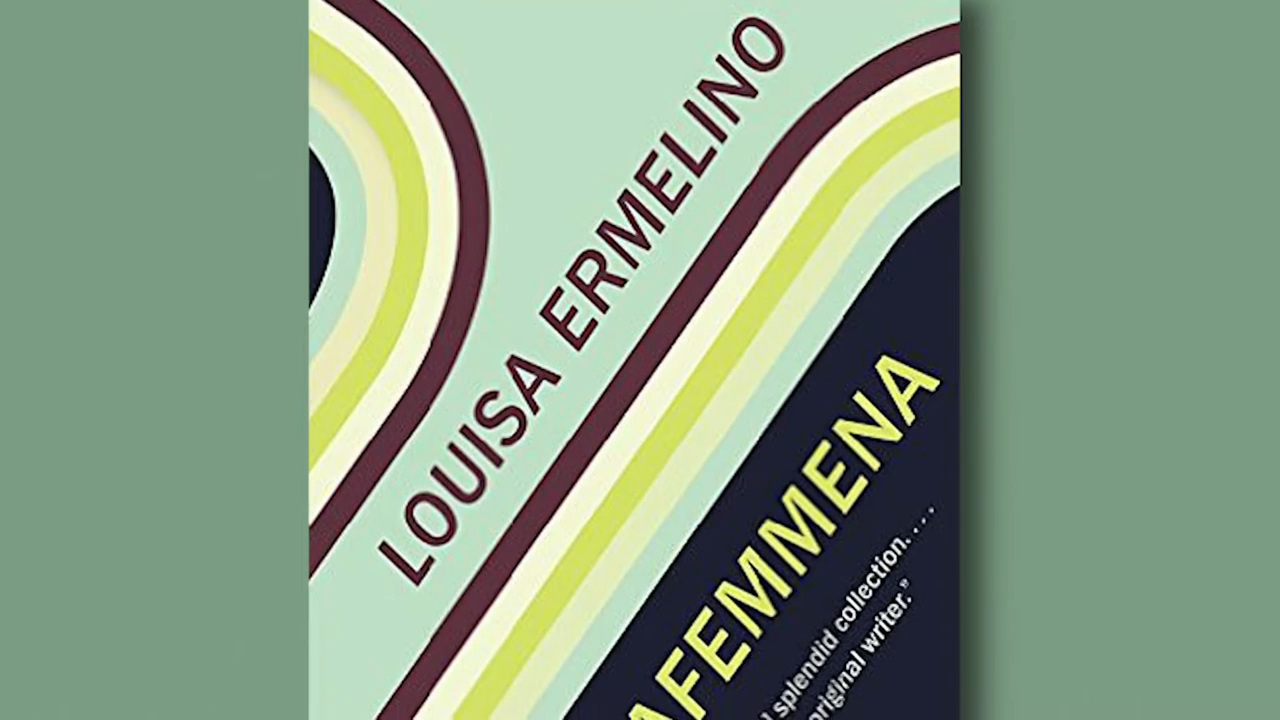 LOUISA ERMELINO
AFEMMENA
splendid collection. . . .
original writer.”